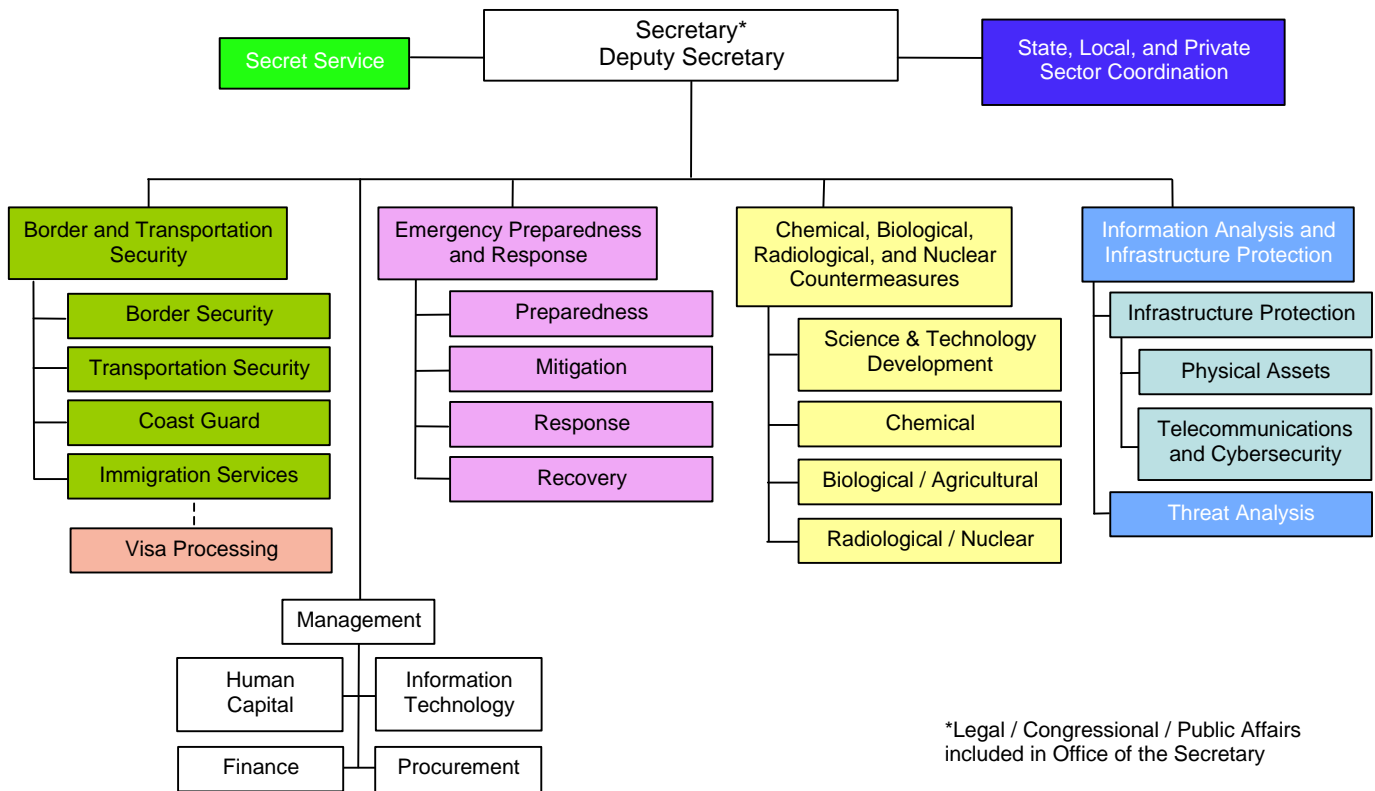 Secretary*
Deputy Secretary
Secret Service
State, Local, and Private
Sector Coordination
Border and Transportation
Security
Border Security
Transportation Security
Coast Guard
Immigration Services
Visa Processing
Emergency Preparedness
and Response
Preparedness
Mitigation
Response
Recovery
Chemical, Biological,
Radiological, and Nuclear
Countermeasures
Science & Technology
Development
Chemical
Biological / Agricultural
Radiological / Nuclear
Information Analysis and
Infrastructure Protection
Infrastructure Protection
Physical Assets
Telecommunications
and Cybersecurity
Threat Analysis
Management
Human
Capital
Information
Technology
Finance
Procurement
*Legal / Congressional / Public Affairs
included in Office of the Secretary